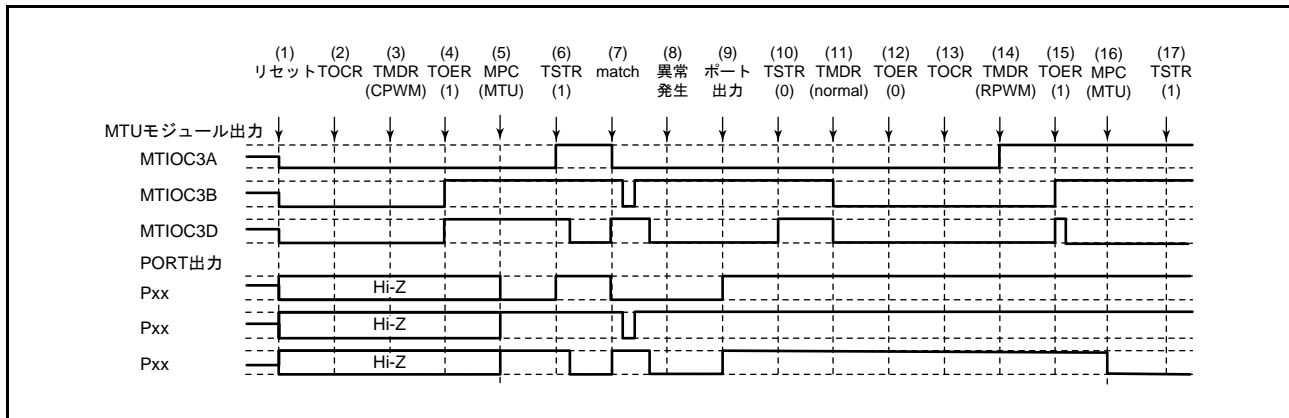 (1) (2) (3) (4) (5) (6) (7) (8) (9) (10) (11) (12) (13) (14) (15) (16) (17)
リセット TOCR TMDR TOER MPC TSTR match 異常 ポート TSTR TMDR TOER TOCR TMDR TOER MPC TSTR
(CPWM) (1) (MTU) (1) 発生 出力 (0) (normal) (0) (RPWM) (1) (MTU) (1)
MTUモジュール出力
MTIOC3A
MTIOC3B
MTIOC3D
PORT出力
Pxx Hi-Z
Pxx Hi-Z
Pxx Hi-Z